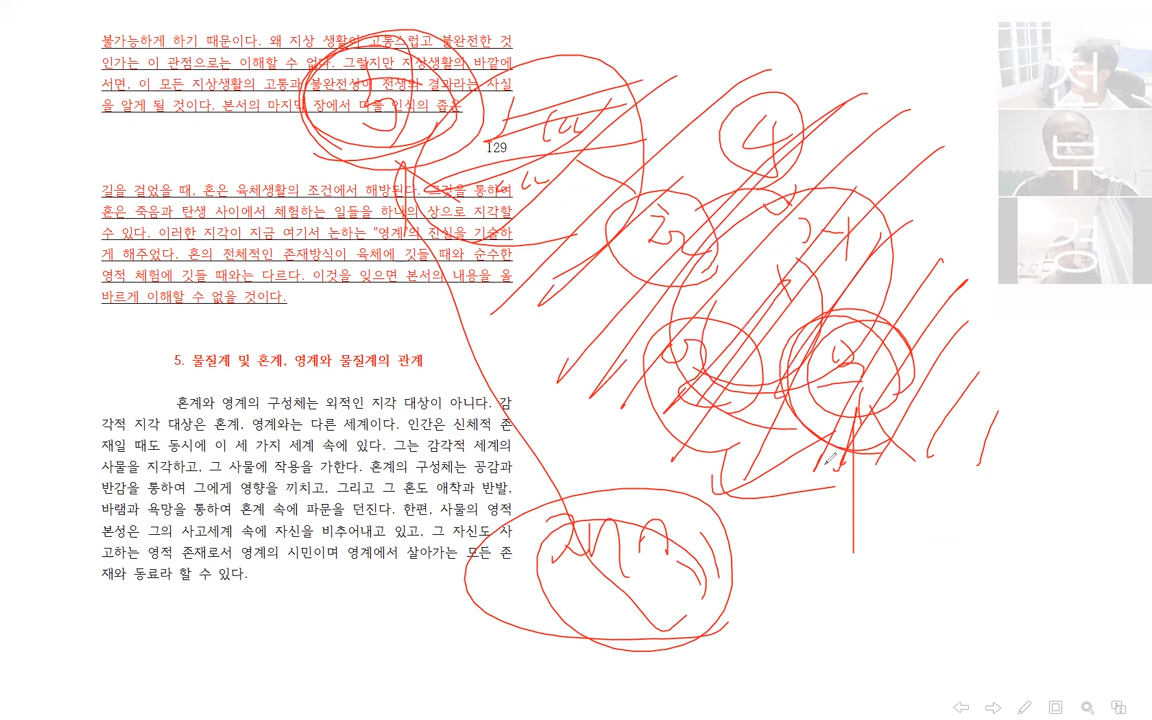 불가능하게 하기 때문이다. 왜 지상 생활이 고통스럽고 불완전한 것
인가는 이 관점으로는 이해할 수 없다. 그렇지만 지상생활의 바깥에
서면, 이 모든 지상생활의 고통과 불완전성이 전생의 결과라는 사실
을 알게 될 것이다. 본서의 마지막 장에서 다룰 인식의 좁은
129
길을 걸었을 때, 혼은 육체생활의 조건에서 해방된다. 그것을 통하여
혼은 죽음과 탄생 사이에서 체험하는 일들을 하나의 상으로 지각할
수 있다. 이러한 지각이 지금 여기서 논하는 "영계"의 진실을 기술하
게 해주었다. 혼의 전체적인 존재방식이 육체에 깃들 때와 순수한
영적 체험에 깃들 때와는 다르다. 이것을 잊으면 본서의 내용을 올
바르게 이해할 수 없을 것이다.
5. 물질계 및 혼계, 영계와 물질계의 관계
혼계와 영계의 구성체는 외적인 지각 대상이 아니다. 감
각적 지각 대상은 혼계, 영계와는 다른 세계이다. 인간은 신체적 존
재일 때도 동시에 이 세 가지 세계 속에 있다. 그는 감각적 세계의
사물을 지각하고, 그 사물에 작용을 가한다. 혼계의 구성체는 공감과
반감을 통하여 그에게 영향을 끼치고, 그리고 그 혼도 애착과 반발,
바램과 욕망을 통하여 혼계 속에 파문을 던진다. 한편, 사물의 영적
본성은 그의 사고세계 속에 자신을 비추어내고 있고, 그 자신도 사
고하는 영적 존재로서 영계의 시민이며 영계에서 살아가는 모든 존
재와 동료라 할 수 있다.
5
4
전
부
경